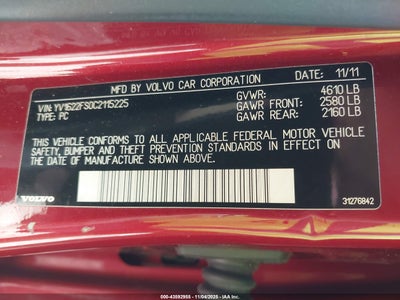 MFD. BY VOLVO CAR CORPORATION DATE: 11/11
VIN: YV1622FS0C2115225 GVWR: 4610 LB
TYPE: PC GAWR FRONT: 2580 LB
GAWR REAR: 2160 LB
THIS VEHICLE CONFORMS TO ALL APPLICABLE FEDERAL MOTOR VEHICLE
SAFETY, BUMPER AND THEFT PREVENTION STANDARDS IN EFFECT ON
THE DATE OF MANUFACTURE SHOWN ABOVE.
VOLVO 31276842
000-43592955 - 11/04/2025 - IAA Inc.